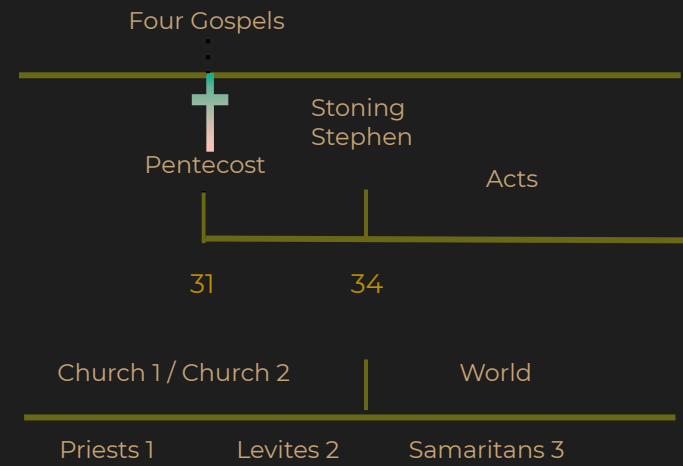 Four Gospels
Stoning
Stephen
Pentecost
Acts
31
34
Church 1 / Church 2
World
Priests 1
Levites 2
Samaritans 3